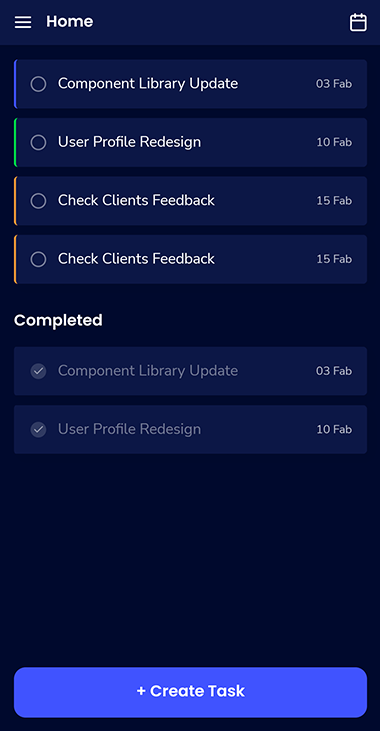 Home
Component Library Update 03 Fab
User Profile Redesign 10 Fab
Check Clients Feedback 15 Fab
Check Clients Feedback 15 Fab
Completed
Component Library Update 03 Fab
User Profile Redesign 10 Fab
+ Create Task